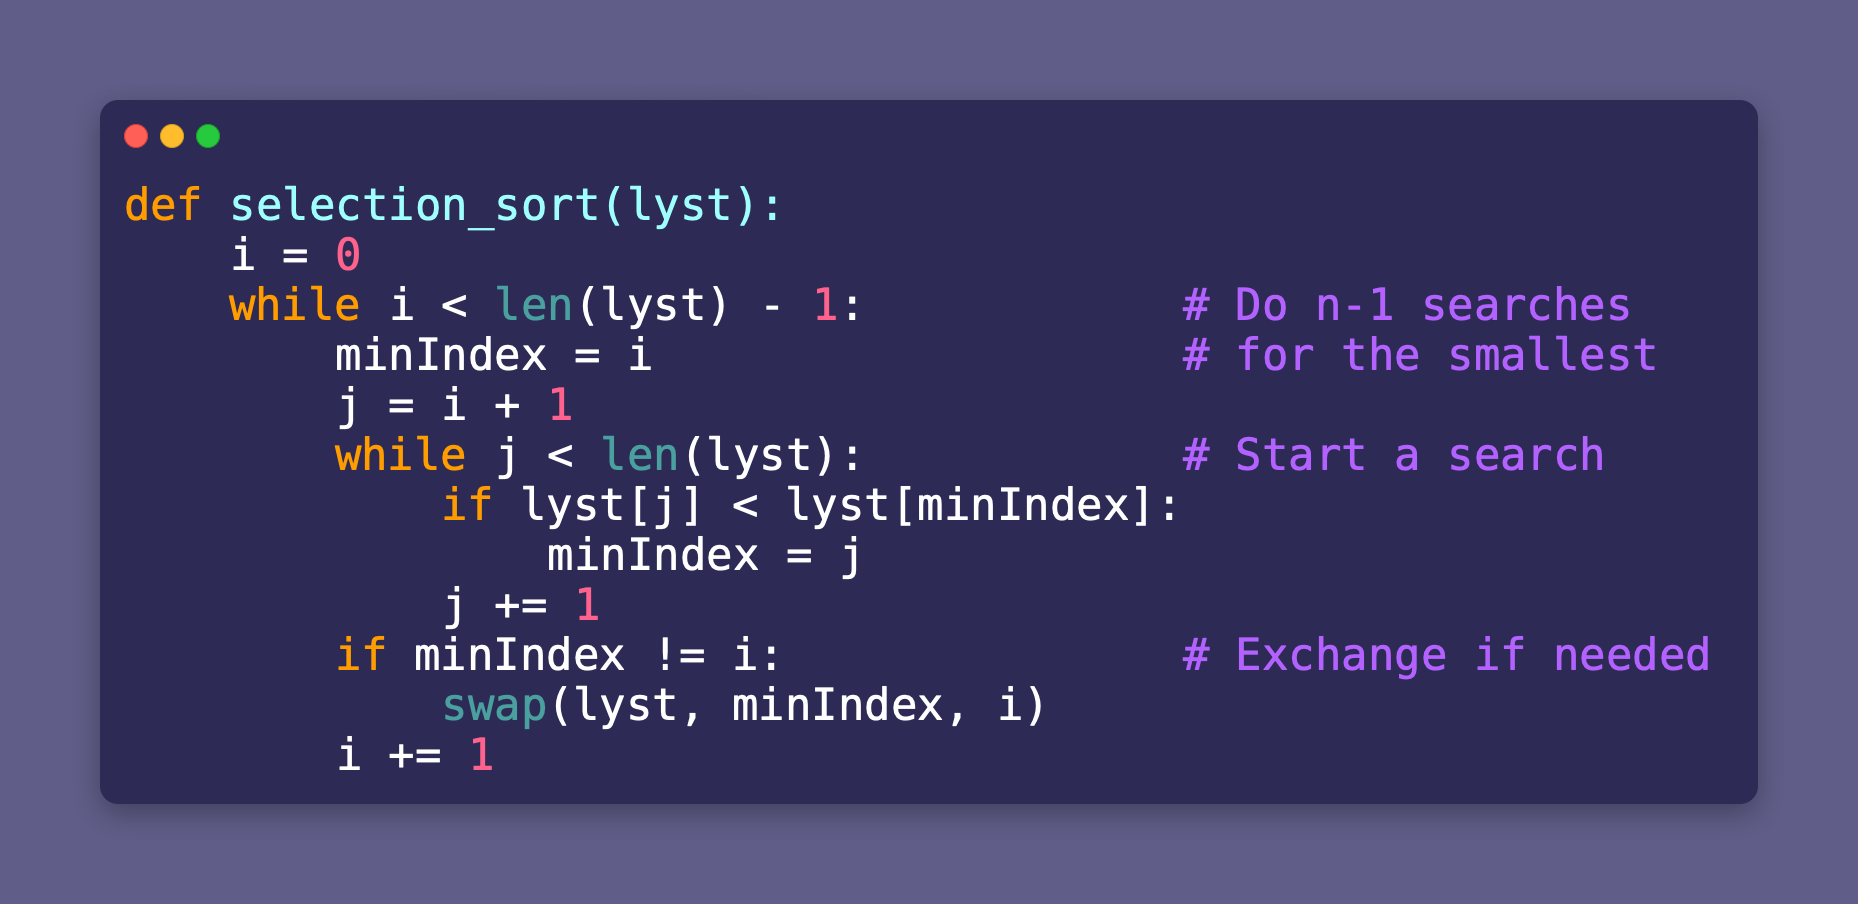 def selection_sort(lyst):
    i = 0
    while i < len(lyst) - 1:            # Do n-1 searches
        minIndex = i                    # for the smallest
        j = i + 1
        while j < len(lyst):            # Start a search
            if lyst[j] < lyst[minIndex]:
                minIndex = j
            j += 1
        if minIndex != i:               # Exchange if needed
            swap(lyst, minIndex, i)
        i += 1